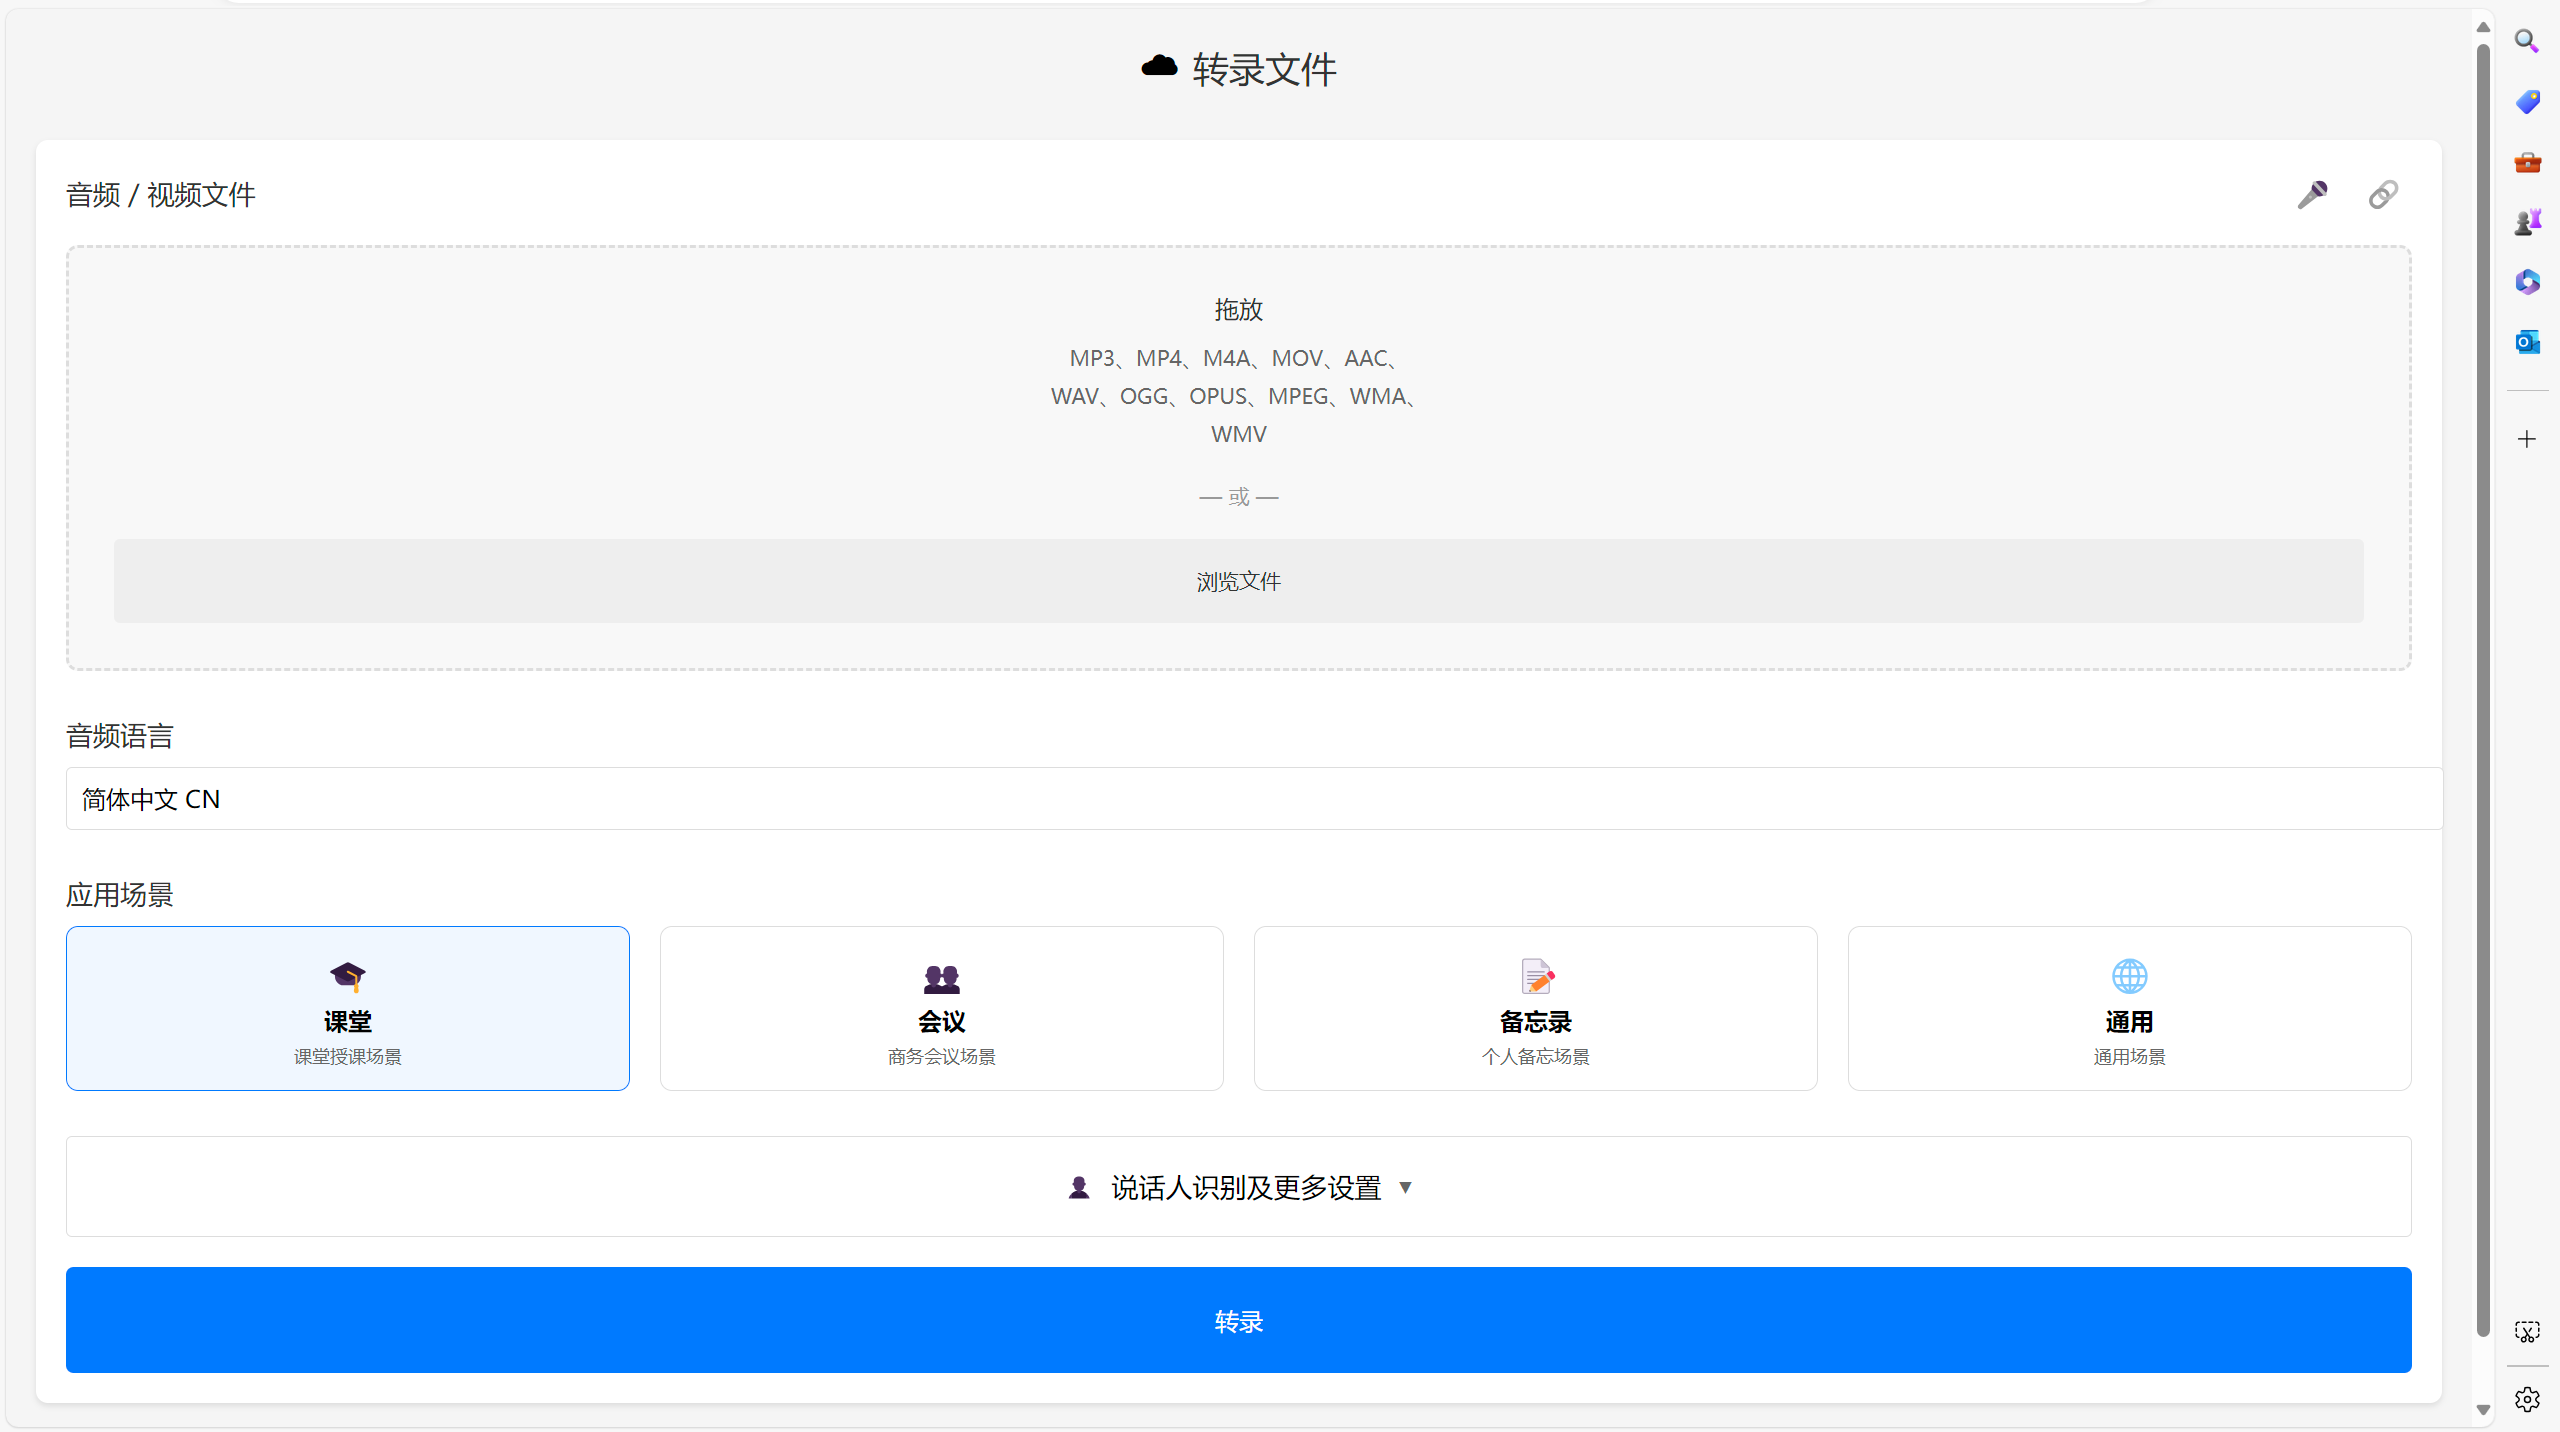 转录文件
音频 / 视频文件
拖放
MP3、MP4、M4A、MOV、AAC、
WAV、OGG、OPUS、MPEG、WMA、
WMV
— 或 —
浏览文件
音频语言
简体中文 CN
应用场景
课堂
课堂授课场景
会议
商务会议场景
备忘录
个人备忘场景
通用
通用场景
说话人识别及更多设置 ▼
转录